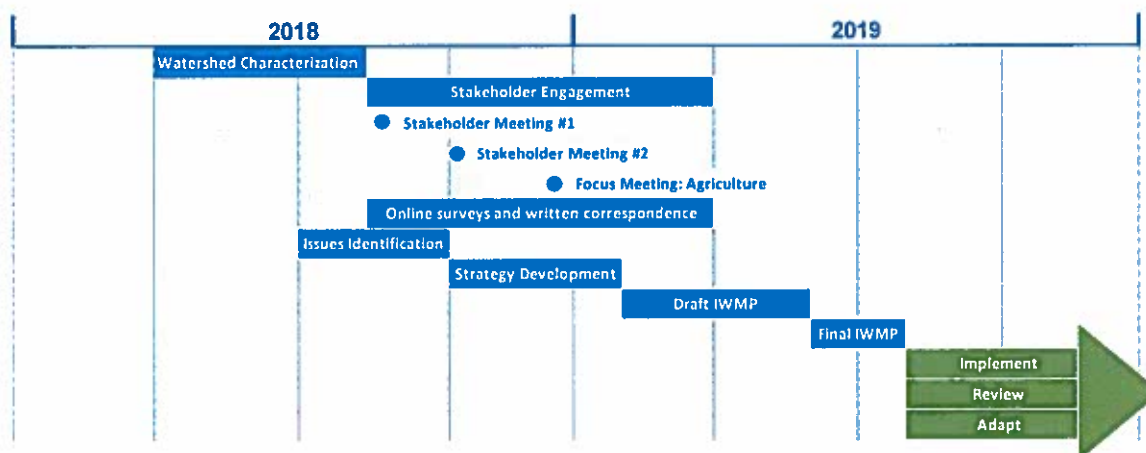 2018
2019
Watershed Characterization
Stakeholder Engagement
Stakeholder Meeting #1
Stakeholder Meeting #2
Focus Meeting: Agriculture
Online surveys and written correspondence
Issues Identification
Strategy Development
Draft IWMP
Final IWMP
Implement
Review
Adapt